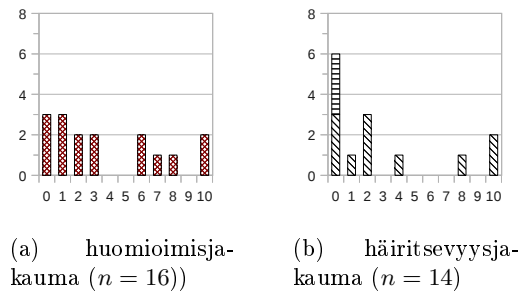 8
6
4
2
0
0 1 2 3 4 5 6 7 8 9 10
8
6
4
2
0
0 1 2 3 4 5 6 7 8 9 10
(a) huomioimisja-
kauma (n = 16))
(b) häiritsevyysja-
kauma (n = 14)